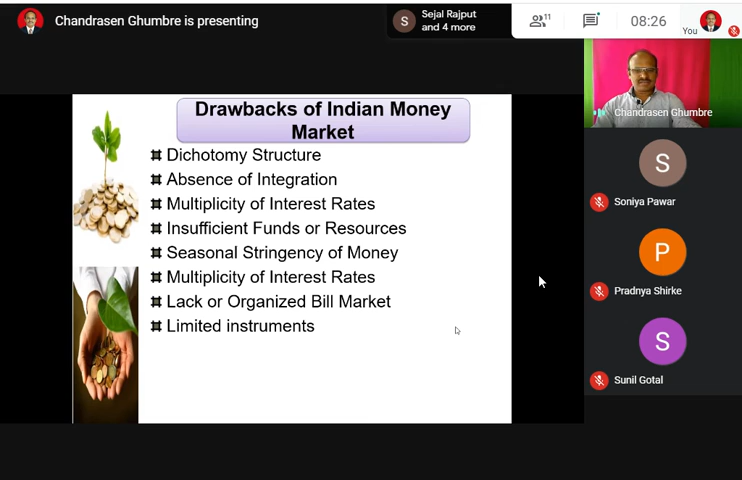 Chandrasen Ghumbre is presenting
S
Sejal Rajput
and 4 more
11
08:26
You
Drawbacks of Indian Money
Market
Dichotomy Structure
Absence of Integration
Multiplicity of Interest Rates
Insufficient Funds or Resources
Seasonal Stringency of Money
Multiplicity of Interest Rates
Lack or Organized Bill Market
Limited instruments
Chandrasen Ghumbre
S
Soniya Pawar
P
Pradnya Shirke
S
Sunil Gotal